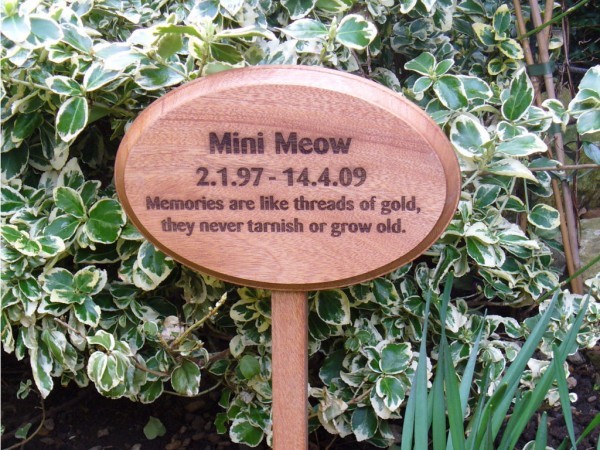 Mini Meow
2.1.97 - 14.4.09
Memories are like threads of gold,
they never tarnish or grow old.